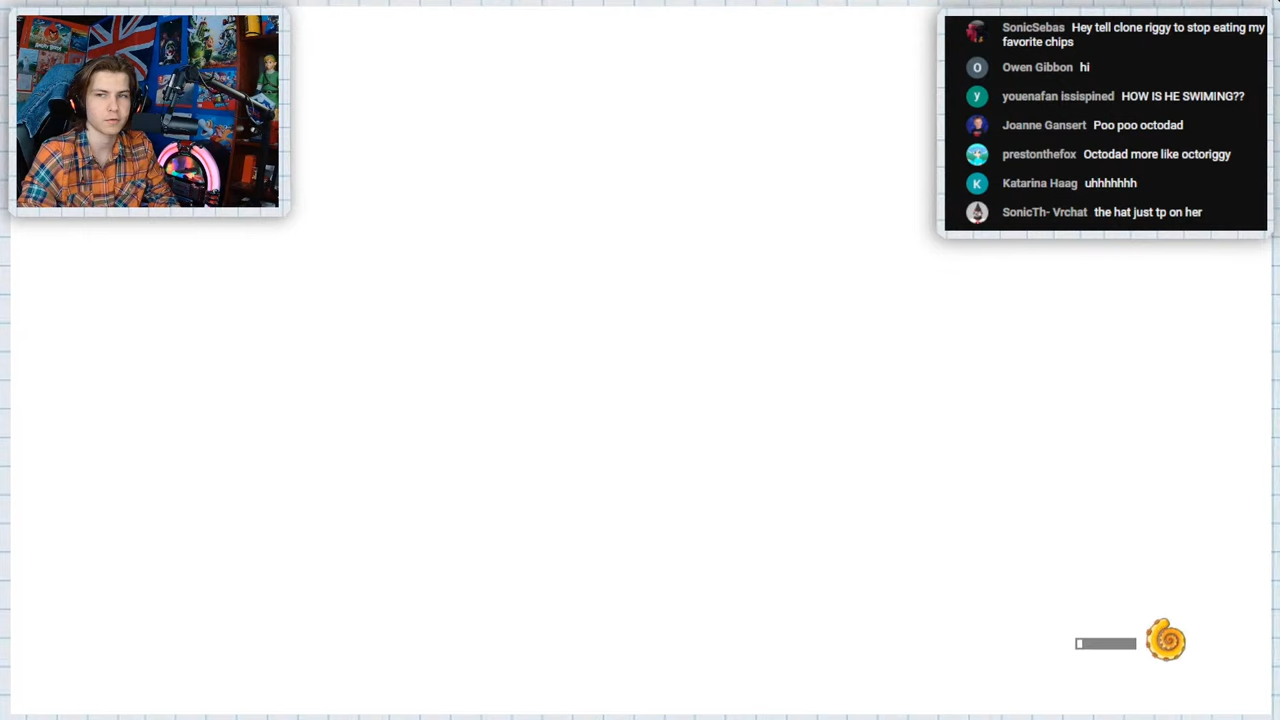 SonicSebas Hey tell clone riggy to stop eating my
favorite chips
O Owen Gibbon hi
y youenafan issispined HOW IS HE SWIMING??
Joanne Gansert Poo poo octodad
prestonthefox Octodad more like octoriggy
K Katarina Haag uhhhhhhh
SonicTh- Vrchat the hat just tp on her